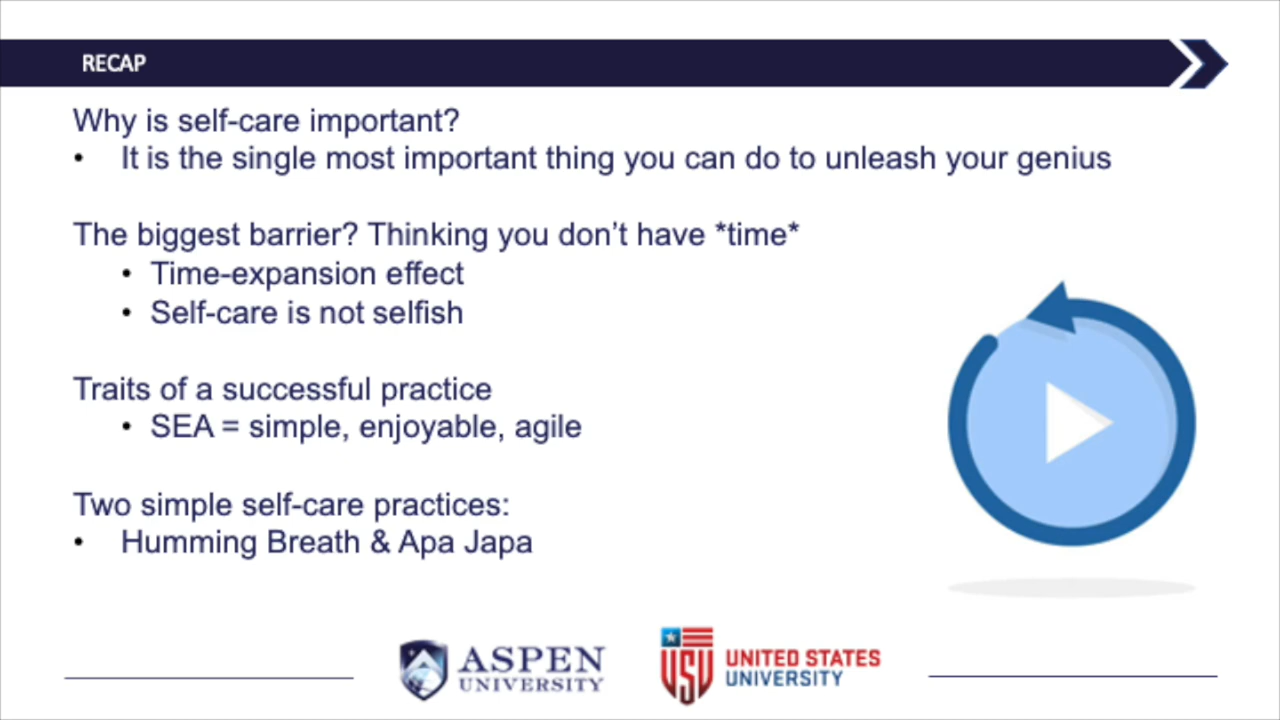 RECAP
Why is self-care important?
• It is the single most important thing you can do to unleash your genius
The biggest barrier? Thinking you don’t have *time*
• Time-expansion effect
• Self-care is not selfish
Traits of a successful practice
• SEA = simple, enjoyable, agile
Two simple self-care practices:
• Humming Breath & Apa Japa
ASPEN
UNIVERSITY
USU
UNITED STATES
UNIVERSITY